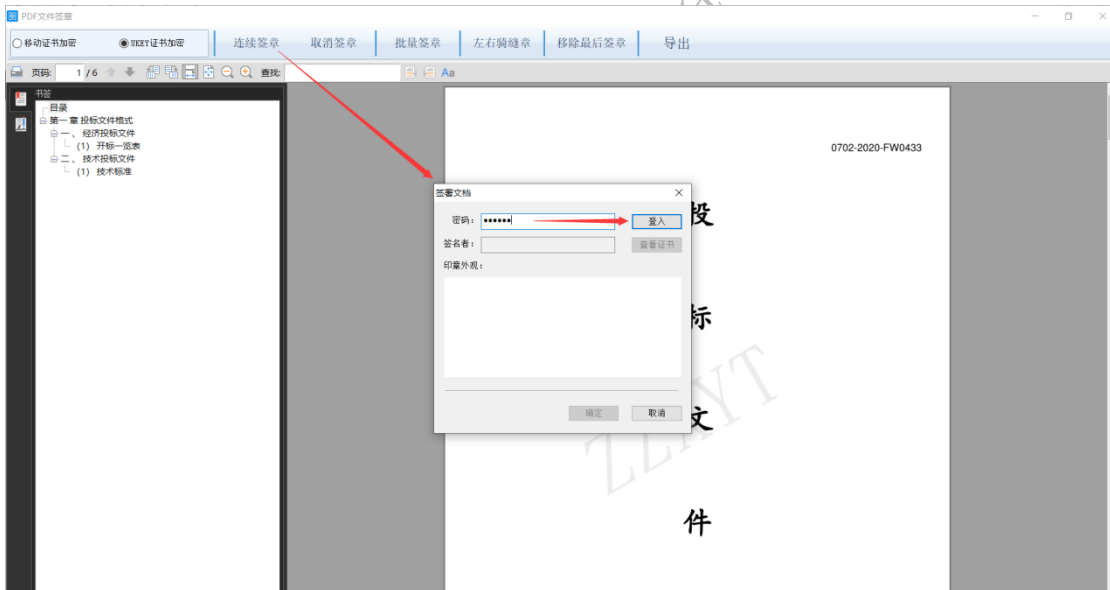 PDF文件签章
移动证书加密 UKEY证书加密 连续签章 取消签章 批量签章 左右骑缝章 移除最后签章 导出
页码: 1 / 6 查找: Aa
书签
目录
第一章 投标文件格式
一、 经济投标文件
(1) 开标一览表
二、 技术投标文件
(1) 技术标准
0702-2020-FW0433
签署文档
密码: •••••• 登入
签名者: 查看证书
印章外观:
确定 取消
投
标
文
件
ZZXYT